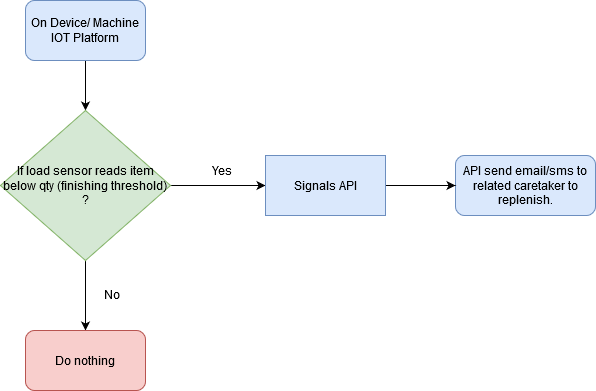 On Device/ Machine
IOT Platform
If load sensor reads item
below qty (finishing threshold)
?
Yes
Signals API
API send email/sms to
related caretaker to
replenish.
No
Do nothing